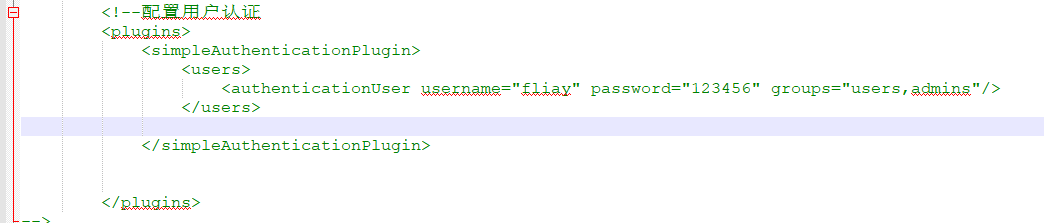 <!--配置用户认证
<plugins>
<simpleAuthenticationPlugin>
<users>
<authenticationUser username="fliay" password="123456" groups="users,admins"/>
</users>
</simpleAuthenticationPlugin>
</plugins>
-->